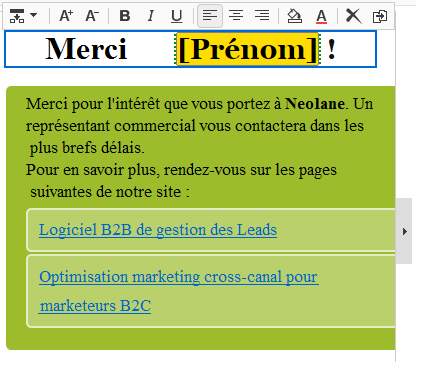 A+ A- B I U A
Merci [Prénom] !
Merci pour l'intérêt que vous portez à Neolane. Un
représentant commercial vous contactera dans les
plus brefs délais.
Pour en savoir plus, rendez-vous sur les pages
suivantes de notre site :
Logiciel B2B de gestion des Leads
Optimisation marketing cross-canal pour
marketeurs B2C